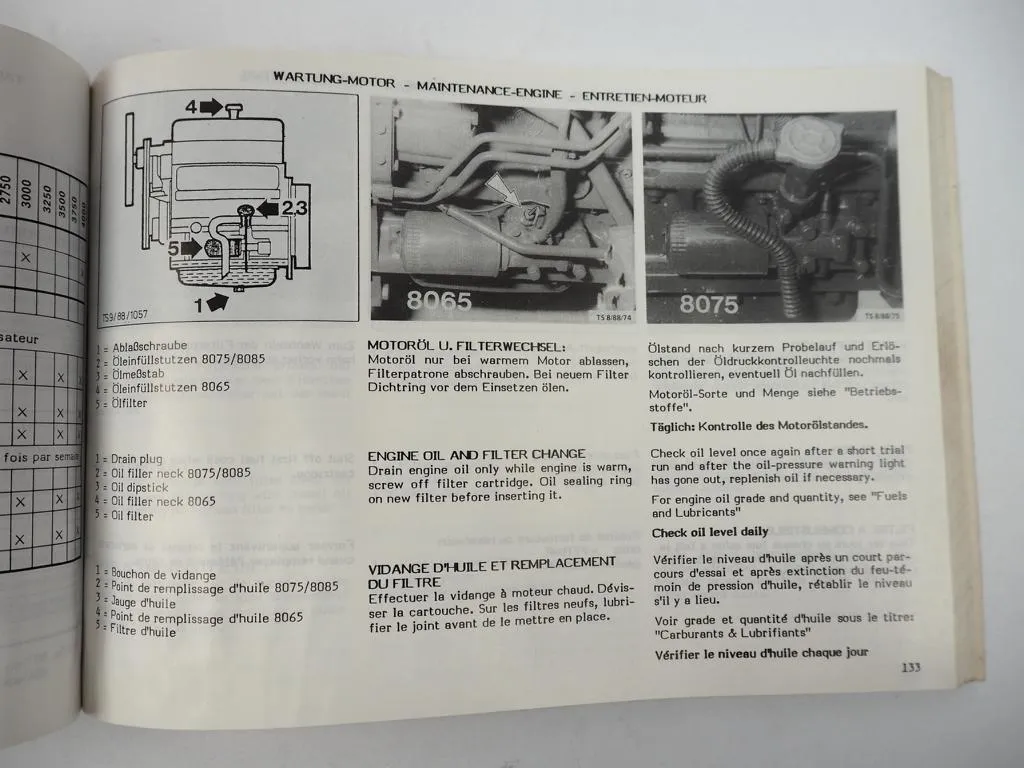 2750
3000
3250
3500
3750
sateur
fois par semaine
X
X X
X X
X X
X X
X X
WARTUNG-MOTOR - MAINTENANCE-ENGINE - ENTRETIEN-MOTEUR
4
2,3
5
1
TS9/88/1057
8065
TS 8/88/74
8075
TS 8/88/75
1 = Ablaßschraube
2 = Öleinfüllstutzen 8075/8085
3 = Ölmeßstab
4 = Öleinfüllstutzen 8065
5 = Ölfilter
1 = Drain plug
2 = Oil filler neck 8075/8085
3 = Oil dipstick
4 = Oil filler neck 8065
5 = Oil filter
1 = Bouchon de vidange
2 = Point de remplissage d'huile 8075/8085
3 = Jauge d'huile
4 = Point de remplissage d'huile 8065
5 = Filtre d'huile
MOTORÖL U. FILTERWECHSEL:
Motoröl nur bei warmem Motor ablassen,
Filterpatrone abschrauben. Bei neuem Filter
Dichtring vor dem Einsetzen ölen.
ENGINE OIL AND FILTER CHANGE
Drain engine oil only while engine is warm,
screw off filter cartridge. Oil sealing ring
on new filter before inserting it.
VIDANGE D'HUILE ET REMPLACEMENT
DU FILTRE
Effectuer la vidange à moteur chaud. Dévis-
ser la cartouche. Sur les filtres neufs, lubri-
fier le joint avant de le mettre en place.
Ölstand nach kurzem Probelauf und Erlö-
schen der Öldruckkontrolleuchte nochmals
kontrollieren, eventuell Öl nachfüllen.
Motoröl-Sorte und Menge siehe "Betriebs-
stoffe".
Täglich: Kontrolle des Motorölstandes.
Check oil level once again after a short trial
run and after the oil-pressure warning light
has gone out, replenish oil if necessary.
For engine oil grade and quantity, see "Fuels
and Lubricants"
Check oil level daily
Vérifier le niveau d'huile après un court par-
cours d'essai et après extinction du feu-té-
moin de pression d'huile, rétablir le niveau
s'il y a lieu.
Voir grade et quantité d'huile sous le titre:
"Carburants & Lubrifiants"
Vérifier le niveau d'huile chaque jour
133